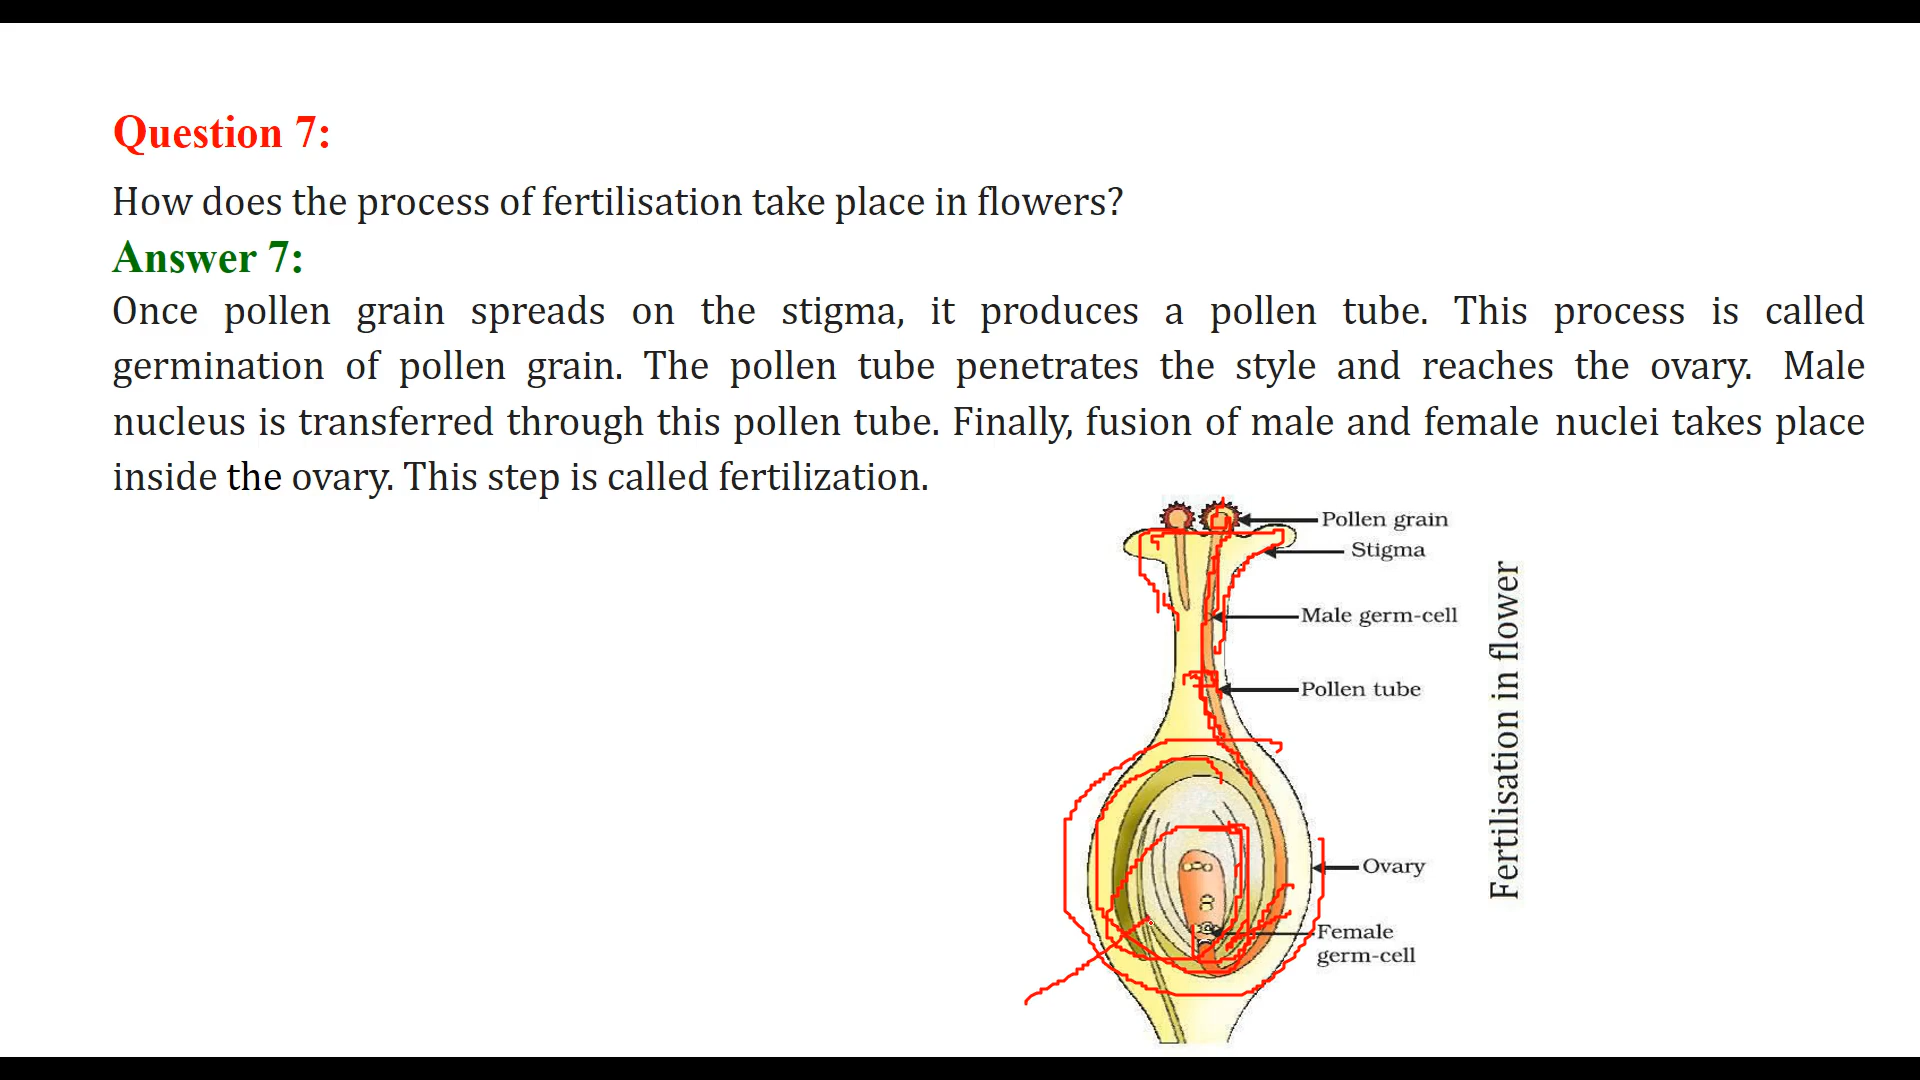 Question 7:
How does the process of fertilisation take place in flowers?
Answer 7:
Once pollen grain spreads on the stigma, it produces a pollen tube. This process is called
germination of pollen grain. The pollen tube penetrates the style and reaches the ovary. Male
nucleus is transferred through this pollen tube. Finally, fusion of male and female nuclei takes place
inside the ovary. This step is called fertilization.
Pollen grain
Stigma
Male germ-cell
Pollen tube
Ovary
Female
germ-cell
Fertilisation in flower